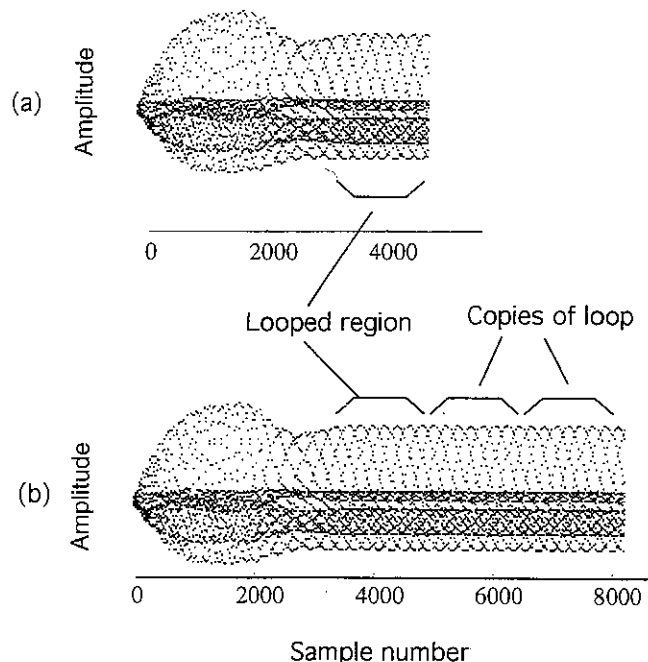 (a)
Amplitude
0 2000 4000
Looped region
Copies of loop
(b)
Amplitude
0 2000 4000 6000 8000
Sample number